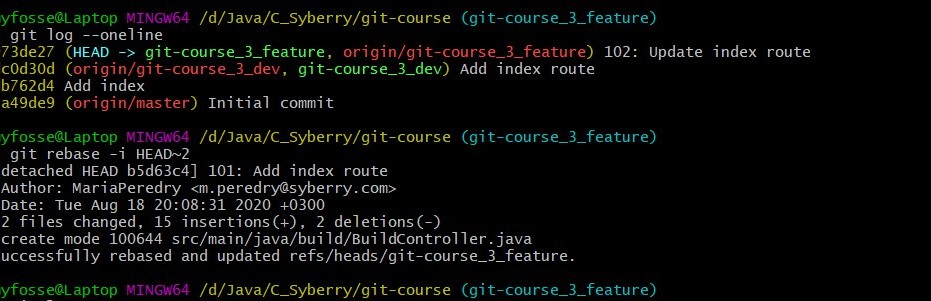 yfosse@Laptop MINGW64 /d/Java/C_Syberry/git-course (git-course_3_feature)
git log --oneline
73de27 (HEAD -> git-course_3_feature, origin/git-course_3_feature) 102: Update index route
c0d30d (origin/git-course_3_dev, git-course_3_dev) Add index route
b762d4 Add index
a49de9 (origin/master) Initial commit
yfosse@Laptop MINGW64 /d/Java/C_Syberry/git-course (git-course_3_feature)
git rebase -i HEAD~2
detached HEAD b5d63c4] 101: Add index route
Author: MariaPeredry <m.peredry@syberry.com>
Date: Tue Aug 18 20:08:31 2020 +0300
2 files changed, 15 insertions(+), 2 deletions(-)
create mode 100644 src/main/java/build/BuildController.java
uccessfully rebased and updated refs/heads/git-course_3_feature.
yfosse@Laptop MINGW64 /d/Java/C_Syberry/git-course (git-course_3_feature)